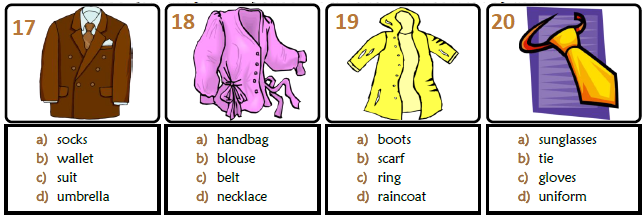 17
a) socks
b) wallet
c) suit
d) umbrella
18
a) handbag
b) blouse
c) belt
d) necklace
19
a) boots
b) scarf
c) ring
d) raincoat
20
a) sunglasses
b) tie
c) gloves
d) uniform